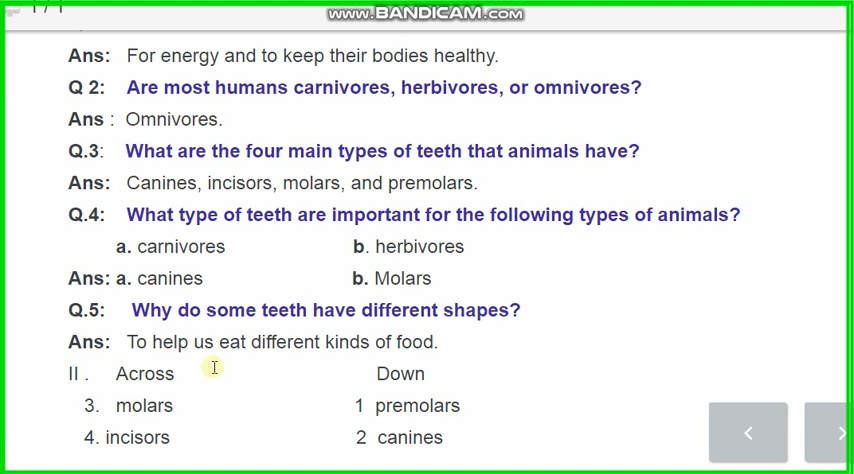 www.BANDICAM.com
Ans: For energy and to keep their bodies healthy.
Q 2: Are most humans carnivores, herbivores, or omnivores?
Ans : Omnivores.
Q.3: What are the four main types of teeth that animals have?
Ans: Canines, incisors, molars, and premolars.
Q.4: What type of teeth are important for the following types of animals?
a. carnivores b. herbivores
Ans: a. canines b. Molars
Q.5: Why do some teeth have different shapes?
Ans: To help us eat different kinds of food.
II . Across Down
3. molars 1 premolars
4. incisors 2 canines